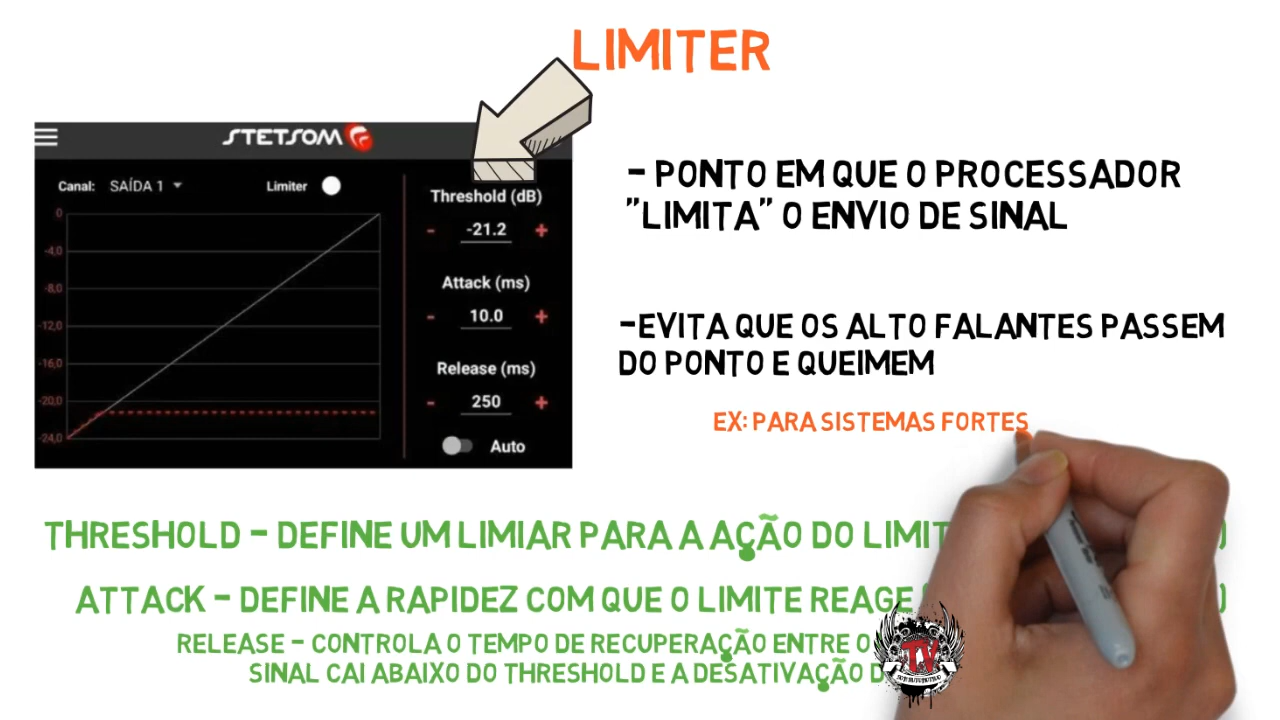 LIMITER
STETSOM
Canal: SAÍDA 1
Limiter
0
-4,0
-8,0
-12,0
-16,0
-20,0
-24,0
Threshold (dB)
- -21.2 +
Attack (ms)
- 10.0 +
Release (ms)
- 250 +
Auto
- PONTO EM QUE O PROCESSADOR
"LIMITA" O ENVIO DE SINAL
-EVITA QUE OS ALTO FALANTES PASSEM
DO PONTO E QUEIMEM
EX: PARA SISTEMAS FORTES
THRESHOLD - DEFINE UM LIMIAR PARA A AÇÃO DO )
ATTACK - DEFINE A RAPIDEZ COM QUE O LIMITE REAGE )
RELEASE - CONTROLA O TEMPO DE RECUPERAÇÃO ENTRE O
SINAL CAI ABAIXO DO THRESHOLD E A DESATIVAÇÃO
TV
SOM AUTOMOTIVO